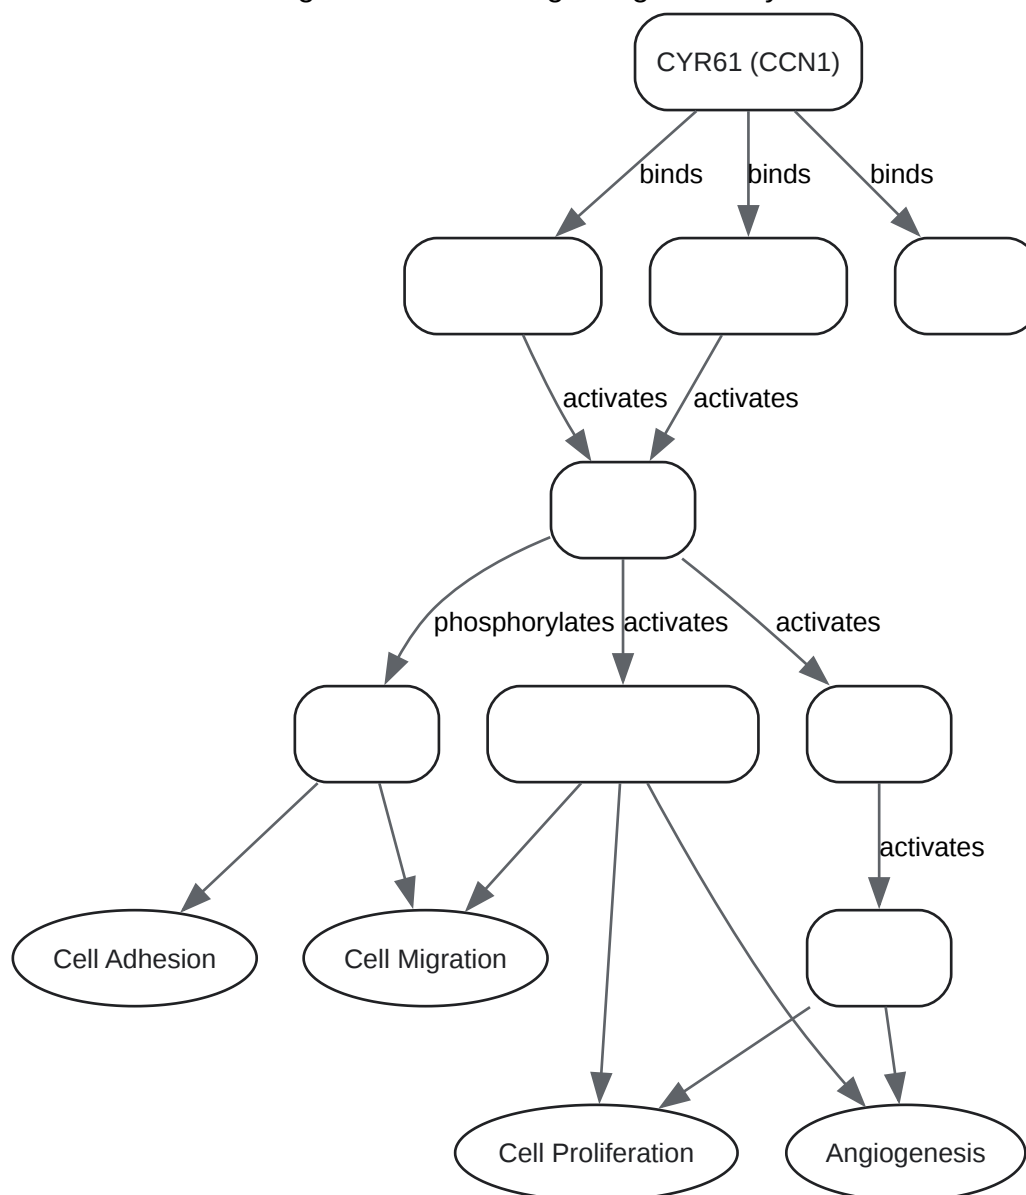 CYR61 (CCN1)
binds binds binds
activates activates
phosphorylates activates activates
activates
Cell Adhesion Cell Migration
Cell Proliferation Angiogenesis